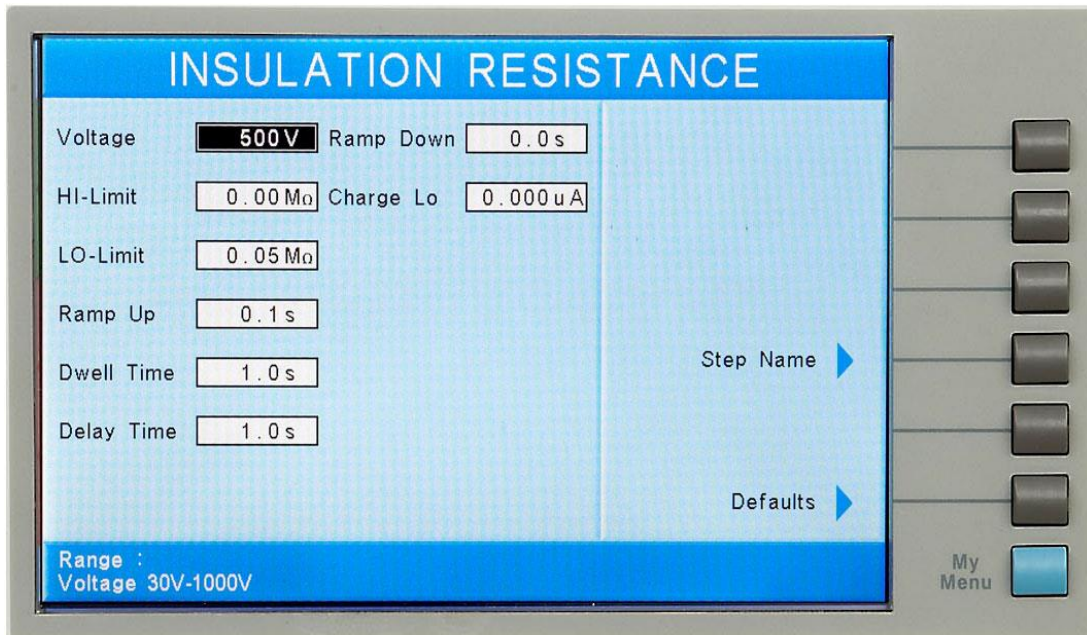 INSULATION RESISTANCE
Voltage 500V Ramp Down 0.0s
HI-Limit 0.00MΩ Charge Lo 0.000uA
LO-Limit 0.05MΩ
Ramp Up 0.1s
Dwell Time 1.0s
Delay Time 1.0s
Step Name
Defaults
Range :
Voltage 30V-1000V
My
Menu